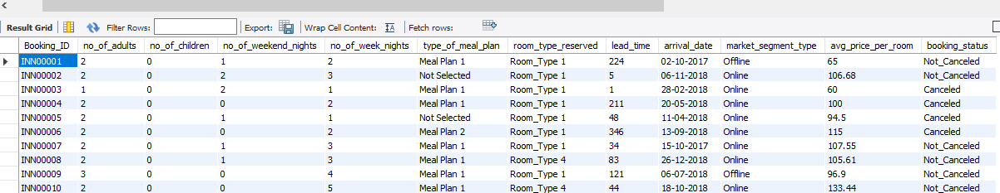 Result Grid Filter Rows: Export: Wrap Cell Content: IA Fetch rows:
Booking_ID no_of_adults no_of_children no_of_weekend_nights no_of_week_nights type_of_meal_plan room_type_reserved lead_time arrival_date market_segment_type avg_price_per_room booking_status
INN00001 2 0 1 2 Meal Plan 1 Room_Type 1 224 02-10-2017 Offline 65 Not_Canceled
INN00002 2 0 2 3 Not Selected Room_Type 1 5 06-11-2018 Online 106.68 Not_Canceled
INN00003 1 0 2 1 Meal Plan 1 Room_Type 1 1 28-02-2018 Online 60 Canceled
INN00004 2 0 0 2 Meal Plan 1 Room_Type 1 211 20-05-2018 Online 100 Canceled
INN00005 2 0 1 1 Not Selected Room_Type 1 48 11-04-2018 Online 94.5 Canceled
INN00006 2 0 0 2 Meal Plan 2 Room_Type 1 346 13-09-2018 Online 115 Canceled
INN00007 2 0 1 3 Meal Plan 1 Room_Type 1 34 15-10-2017 Online 107.55 Not_Canceled
INN00008 2 0 1 3 Meal Plan 1 Room_Type 4 83 26-12-2018 Online 105.61 Not_Canceled
INN00009 3 0 0 4 Meal Plan 1 Room_Type 1 121 06-07-2018 Offline 96.9 Not_Canceled
INN00010 2 0 0 5 Meal Plan 1 Room_Type 4 44 18-10-2018 Online 133.44 Not_Canceled